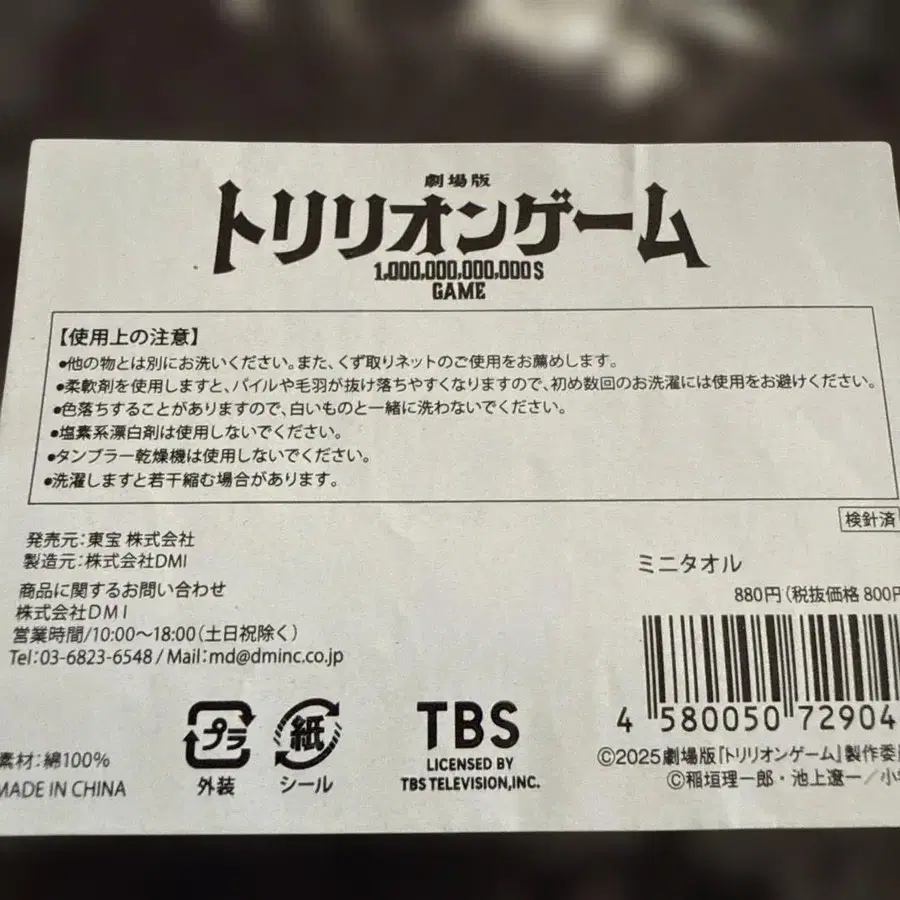 劇場版
トリリオンゲーム
1,000,000,000,000$
GAME
【使用上の注意】
●他の物とは別にお洗いください。また、くず取りネットのご使用をお薦めします。
●柔軟剤を使用しますと、パイルや毛羽が抜け落ちやすくなりますので、初め数回のお洗濯には使用をお避けください。
●色落ちすることがありますので、白いものと一緒に洗わないでください。
●塩素系漂白剤は使用しないでください。
●タンブラー乾燥機は使用しないでください。
●洗濯しますと若干縮む場合があります。
検針済
発売元:東宝 株式会社
製造元:株式会社DMI
商品に関するお問い合わせ
株式会社DMI
営業時間/10:00〜18:00(土日祝除く)
Tel:03-6823-6548 / Mail:md@dminc.co.jp
ミニタオル
880円(税抜価格 800円
4 580050 72904
プラ
外装
紙
シール
TBS
LICENSED BY
TBS TELEVISION,INC.
素材:綿100%
MADE IN CHINA
©2025劇場版『トリリオンゲーム』製作委員
©稲垣理一郎・池上遼一／小学